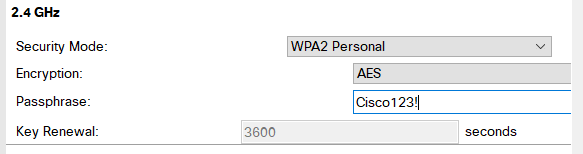 2.4 GHz
Security Mode: WPA2 Personal
Encryption: AES
Passphrase: Cisco123!
Key Renewal: 3600 seconds